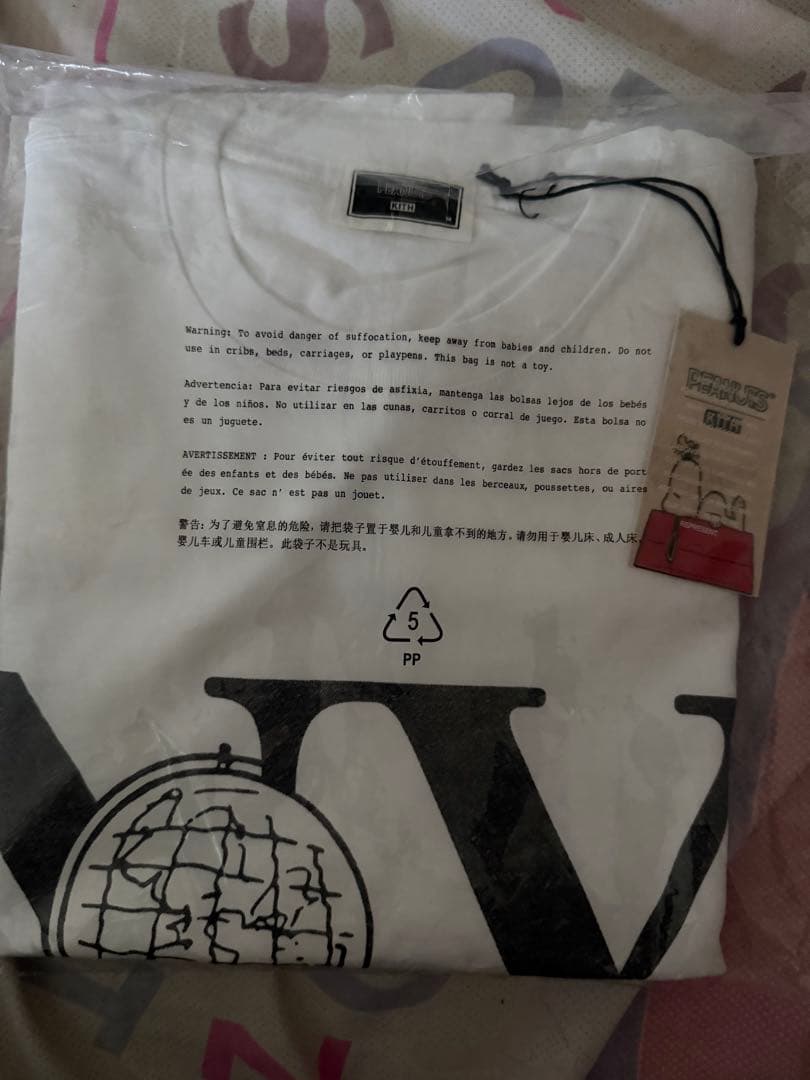 PEANUTS
KITH
Warning: To avoid danger of suffocation, keep away from babies and children. Do not
use in cribs, beds, carriages, or playpens. This bag is not a toy.
Advertencia: Para evitar riesgos de asfixia, mantenga las bolsas lejos de los bebés
y de los niños. No utilizar en las cunas, carritos o corral de juego. Esta bolsa no
es un juguete.
AVERTISSEMENT : Pour éviter tout risque d'étouffement, gardez les sacs hors de port
ée des enfants et des bébés. Ne pas utiliser dans les berceaux, poussettes, ou aires
de jeux. Ce sac n' est pas un jouet.
警告: 为了避免窒息的危险, 请把袋子置于婴儿和儿童拿不到的地方。请勿用于婴儿床、成人床、
婴儿车或儿童围栏。此袋子不是玩具。
PEANUTS
KITH
REPRESENT
5
PP
NY